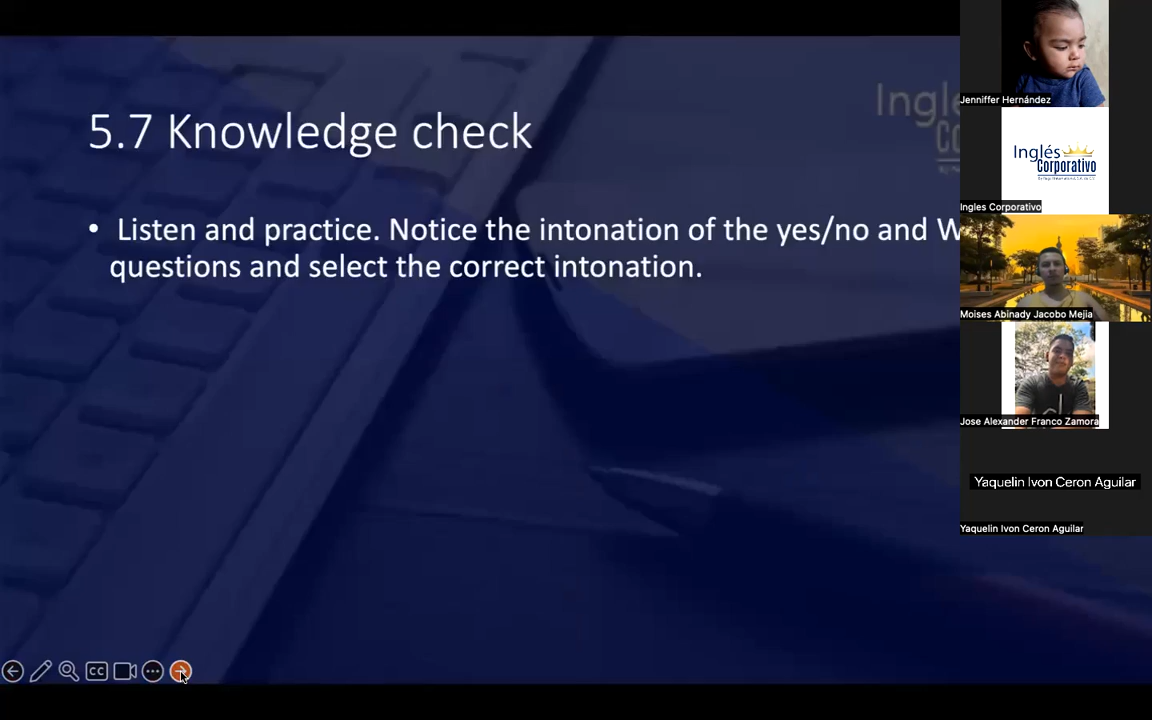 5.7 Knowledge check
• Listen and practice. Notice the intonation of the yes/no and
questions and select the correct intonation.
Jenniffer Hernández
Inglés
Corporativo
Ingles Corporativo
Moises Abinady Jacobo Mejia
Jose Alexander Franco Zamora
Yaquelin Ivon Ceron Aguilar
Yaquelin Ivon Ceron Aguilar
CC